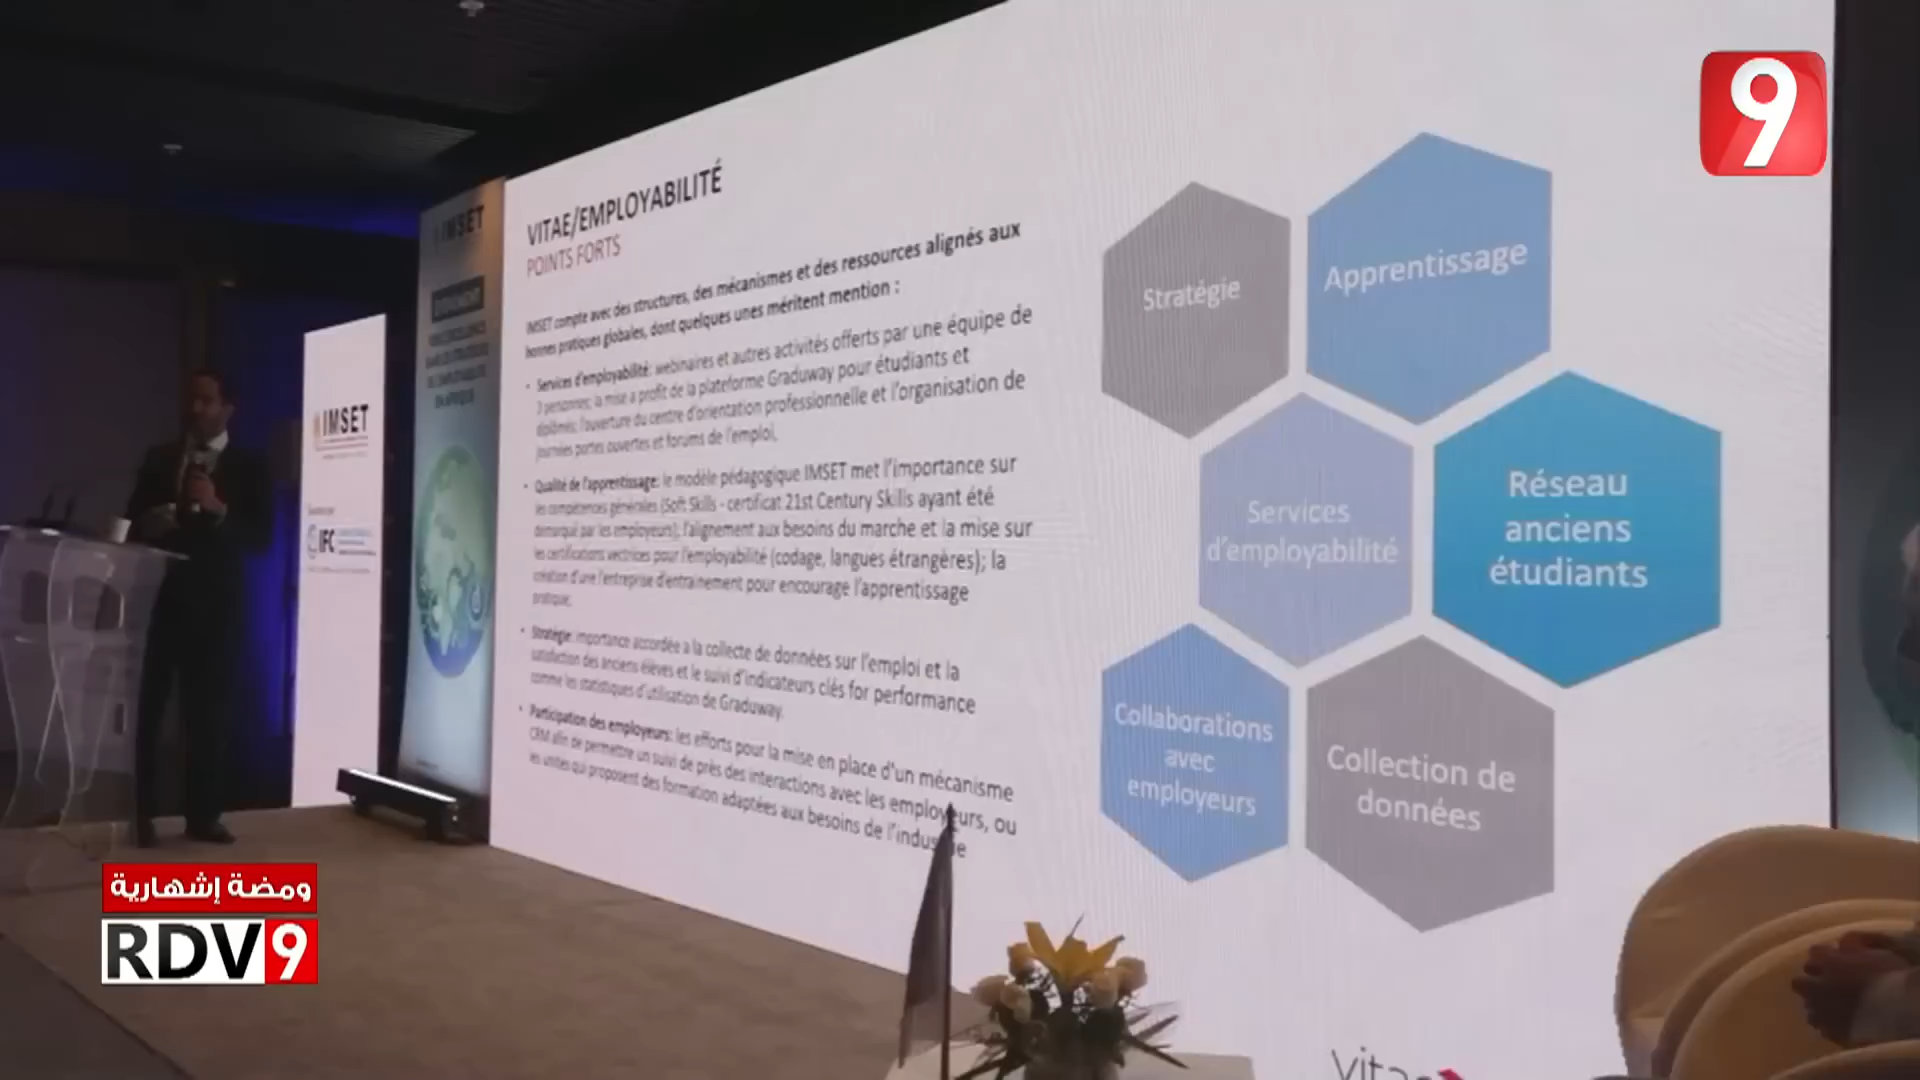 9
VITAE/EMPLOYABILITÉ
POINTS FORTS
IMSET compte avec des structures, des mécanismes et des ressources alignés aux
bonnes pratiques globales, dont quelques unes méritent mention :
• Services d'employabilité: webinaires et autres activités offerts par une équipe de
3 personnes; la mise a profit de la plateforme Graduway pour étudiants et
diplômés; l'ouverture du centre d'orientation professionnelle et l'organisation de
journées portes ouvertes et forums de l'emploi.
• Qualité de l'apprentissage: le modèle pédagogique IMSET met l'importance sur
les compétences générales (Soft Skills - certificat 21st Century Skills ayant été
demarqué par les employeurs); l'alignement aux besoins du marche et la mise sur
les certifications vectrices pour l'employabilité (codage, langues étrangères); la
création d'une l'entreprise d'entrainement pour encourage l'apprentissage
pratique.
• Stratégie: importance accordée a la collecte de données sur l'emploi et la
satisfaction des anciens élèves et le suivi d'indicateurs clés for performance
comme les statistiques d'utilisation de Graduway.
• Participation des employeurs: les efforts pour la mise en place d'un mécanisme
CRM afin de permettre un suivi de près des interactions avec les employeurs, ou
les unites qui proposent des formation adaptées aux besoins de l'industrie
Stratégie
Apprentissage
Services
d'employabilité
Réseau
anciens
étudiants
Collaborations
avec
employeurs
Collection de
données
IMSET
EN AFRIQUE
IMSET
IFC
ومضة إشهارية
RDV9